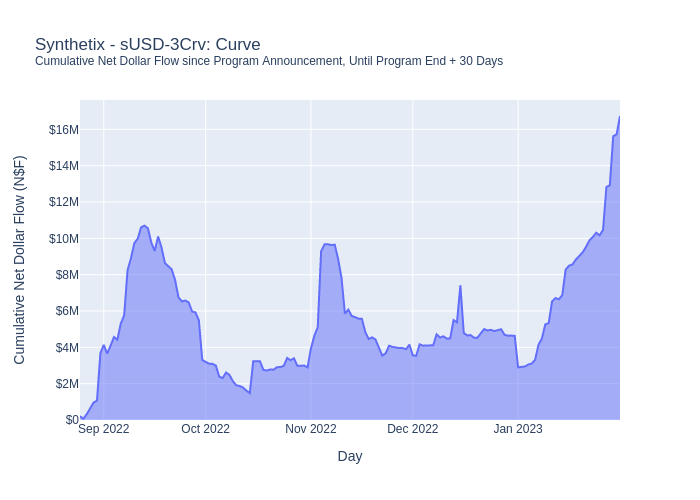 Synthetix - sUSD-3Crv: Curve
Cumulative Net Dollar Flow since Program Announcement, Until Program End + 30 Days
Cumulative Net Dollar Flow (N$F)
$16M
$14M
$12M
$10M
$8M
$6M
$4M
$2M
$0
Sep 2022
Oct 2022
Nov 2022
Dec 2022
Jan 2023
Day